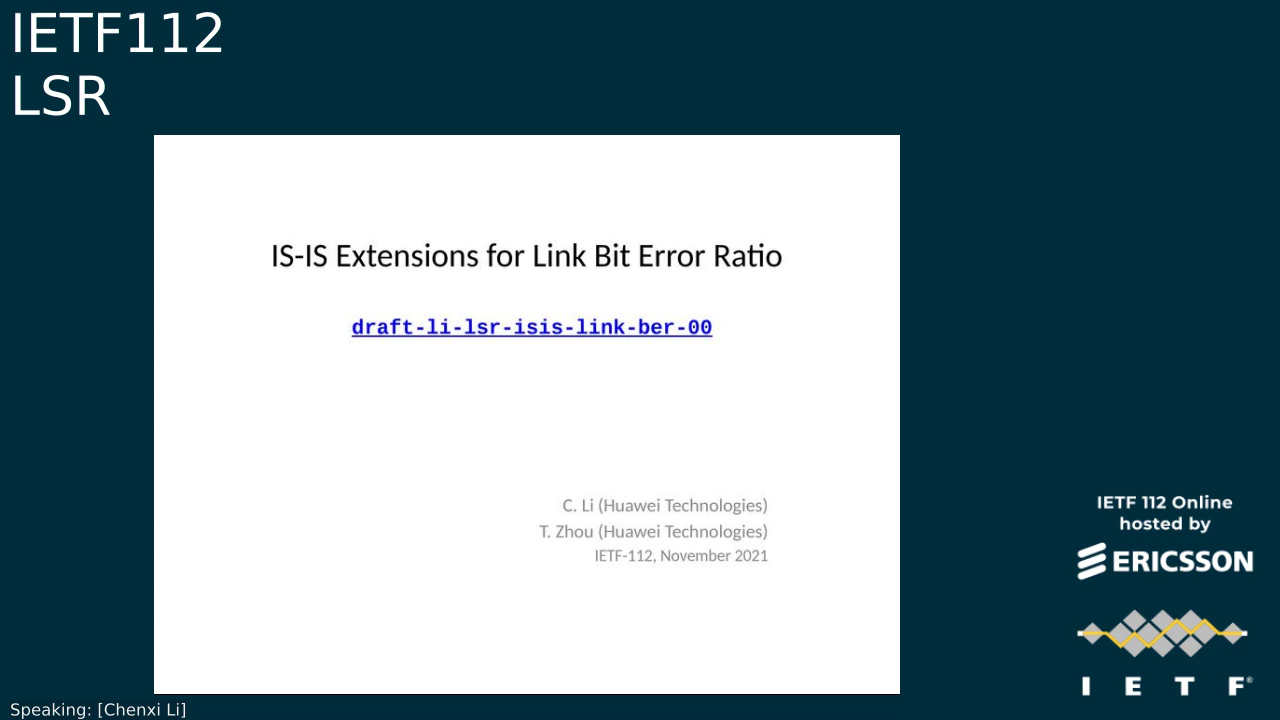 IETF112
LSR
IS-IS Extensions for Link Bit Error Ratio
draft-li-lsr-isis-link-ber-00
C. Li (Huawei Technologies)
T. Zhou (Huawei Technologies)
IETF-112, November 2021
IETF 112 Online
hosted by
ERICSSON
I E T F®
Speaking: [Chenxi Li]